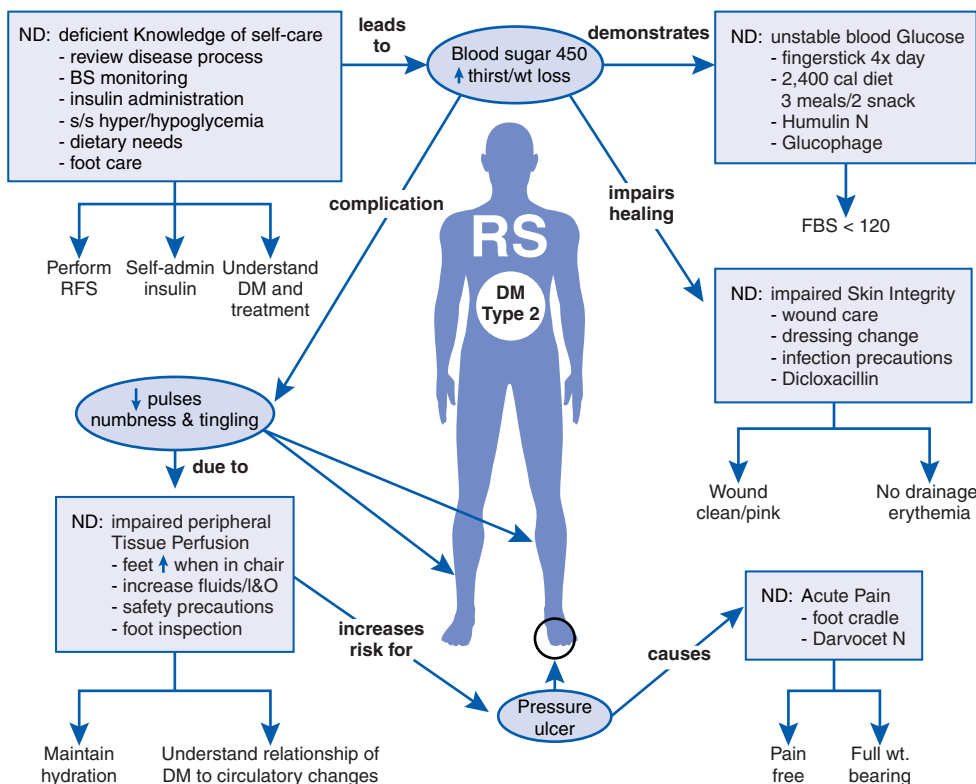 ND: deficient Knowledge of self-care
- review disease process
- BS monitoring
- insulin administration
- s/s hyper/hypoglycemia
- dietary needs
- foot care
leads
to
Blood sugar 450
↑ thirst/wt loss
demonstrates
ND: unstable blood Glucose
- fingerstick 4x day
- 2,400 cal diet
3 meals/2 snack
- Humulin N
- Glucophage
FBS < 120
Perform
RFS
Self-admin
insulin
Understand
DM and
treatment
complication
impairs
healing
RS
DM
Type 2
ND: impaired Skin Integrity
- wound care
- dressing change
- infection precautions
- Dicloxacillin
Wound
clean/pink
No drainage
erythemia
↓ pulses
numbness & tingling
due to
ND: impaired peripheral
Tissue Perfusion
- feet ↑ when in chair
- increase fluids/I&O
- safety precautions
- foot inspection
Maintain
hydration
Understand relationship of
DM to circulatory changes
increases
risk for
Pressure
ulcer
causes
ND: Acute Pain
- foot cradle
- Darvocet N
Pain
free
Full wt.
bearing